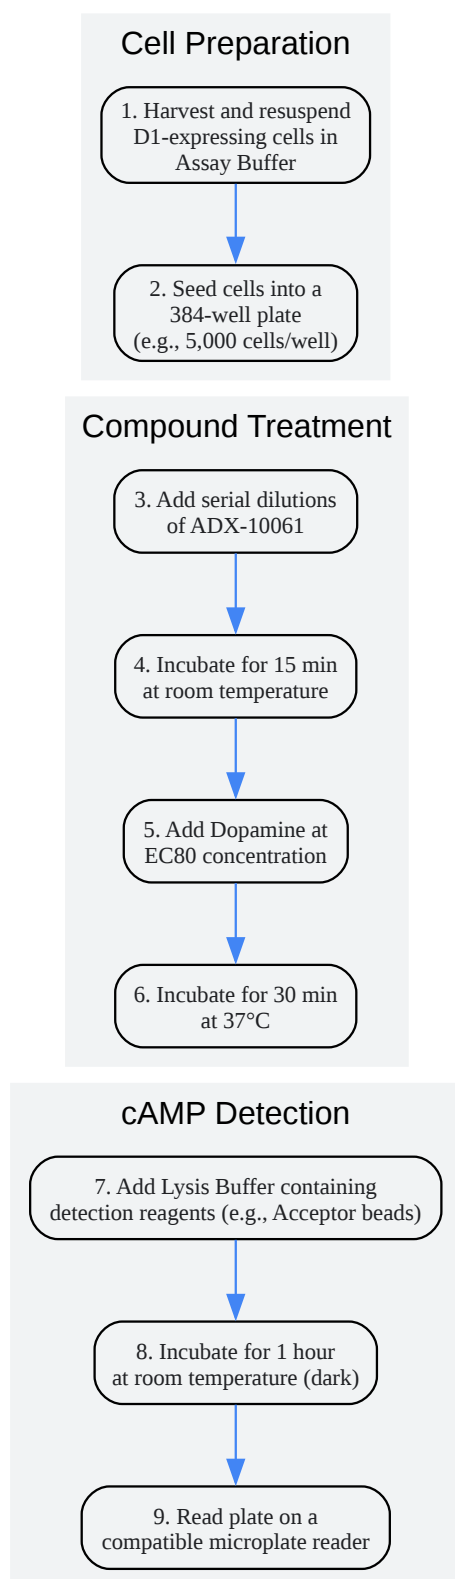 Cell Preparation
1. Harvest and resuspend
D1-expressing cells in
Assay Buffer
2. Seed cells into a
384-well plate
(e.g., 5,000 cells/well)
Compound Treatment
3. Add serial dilutions
of ADX-10061
4. Incubate for 15 min
at room temperature
5. Add Dopamine at
EC80 concentration
6. Incubate for 30 min
at 37°C
cAMP Detection
7. Add Lysis Buffer containing
detection reagents (e.g., Acceptor beads)
8. Incubate for 1 hour
at room temperature (dark)
9. Read plate on a
compatible microplate reader